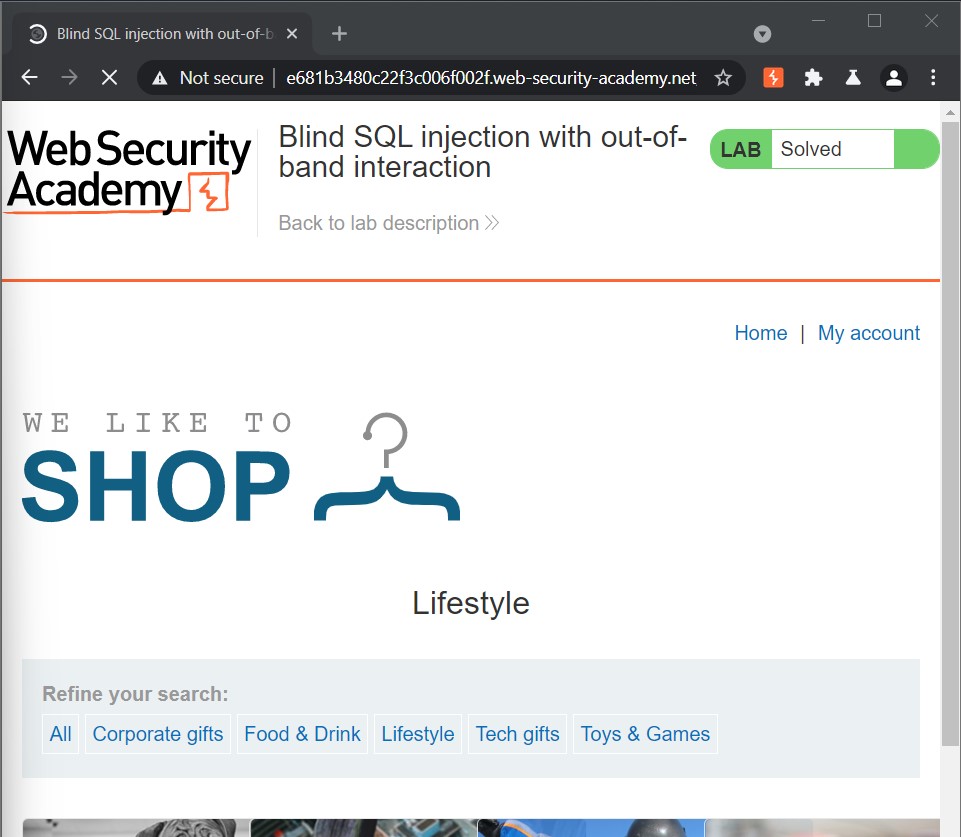 Blind SQL injection with out-of-b
Not secure | e681b3480c22f3c006f002f.web-security-academy.net
Web Security
Academy
Blind SQL injection with out-of-
band interaction
LAB Solved
Back to lab description
Home | My account
WE LIKE TO
SHOP
Lifestyle
Refine your search:
All Corporate gifts Food & Drink Lifestyle Tech gifts Toys & Games